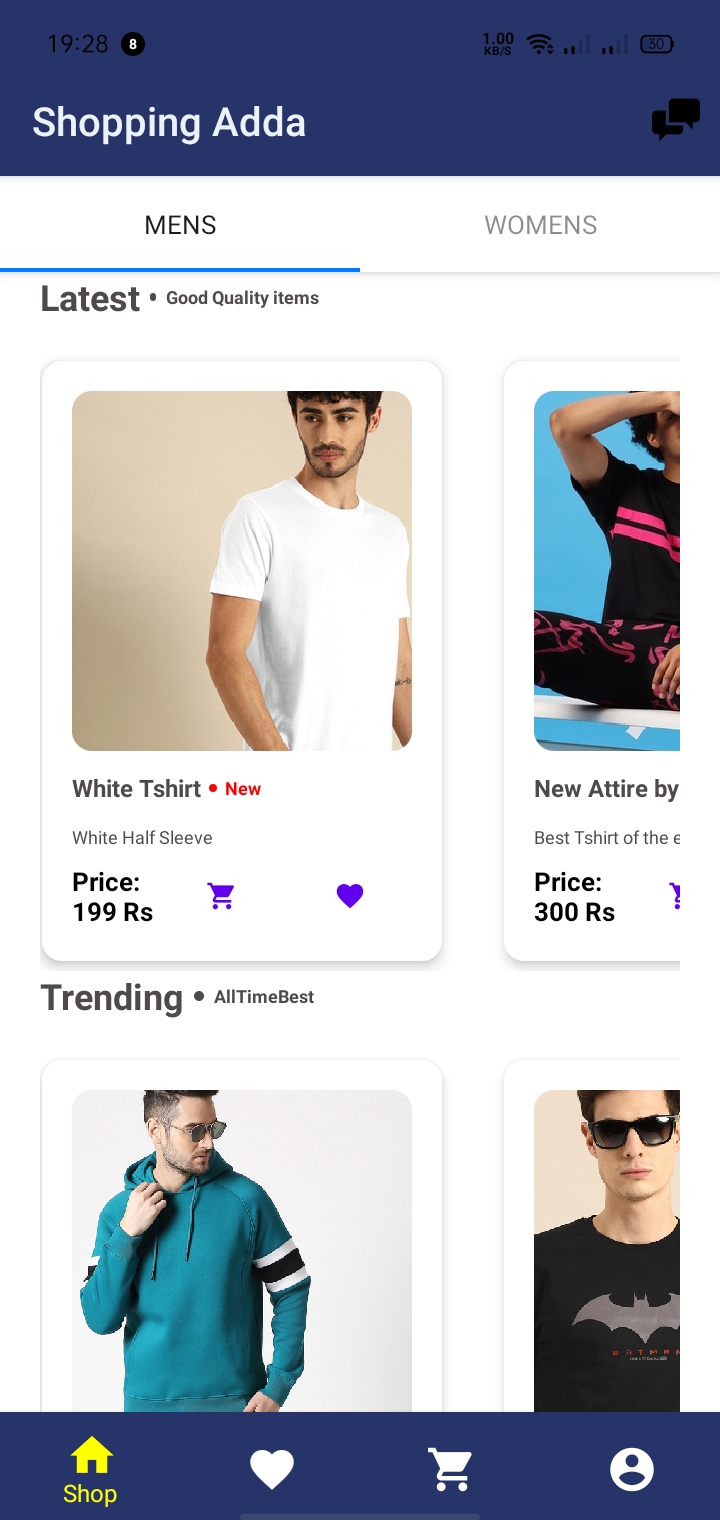 19:28 8 1.00 KB/S 30
Shopping Adda
MENS WOMENS
Latest • Good Quality items
White Tshirt • New
White Half Sleeve
Price:
199 Rs
New Attire by
Best Tshirt of the e
Price:
300 Rs
Trending • AllTimeBest
BATMAN
Shop